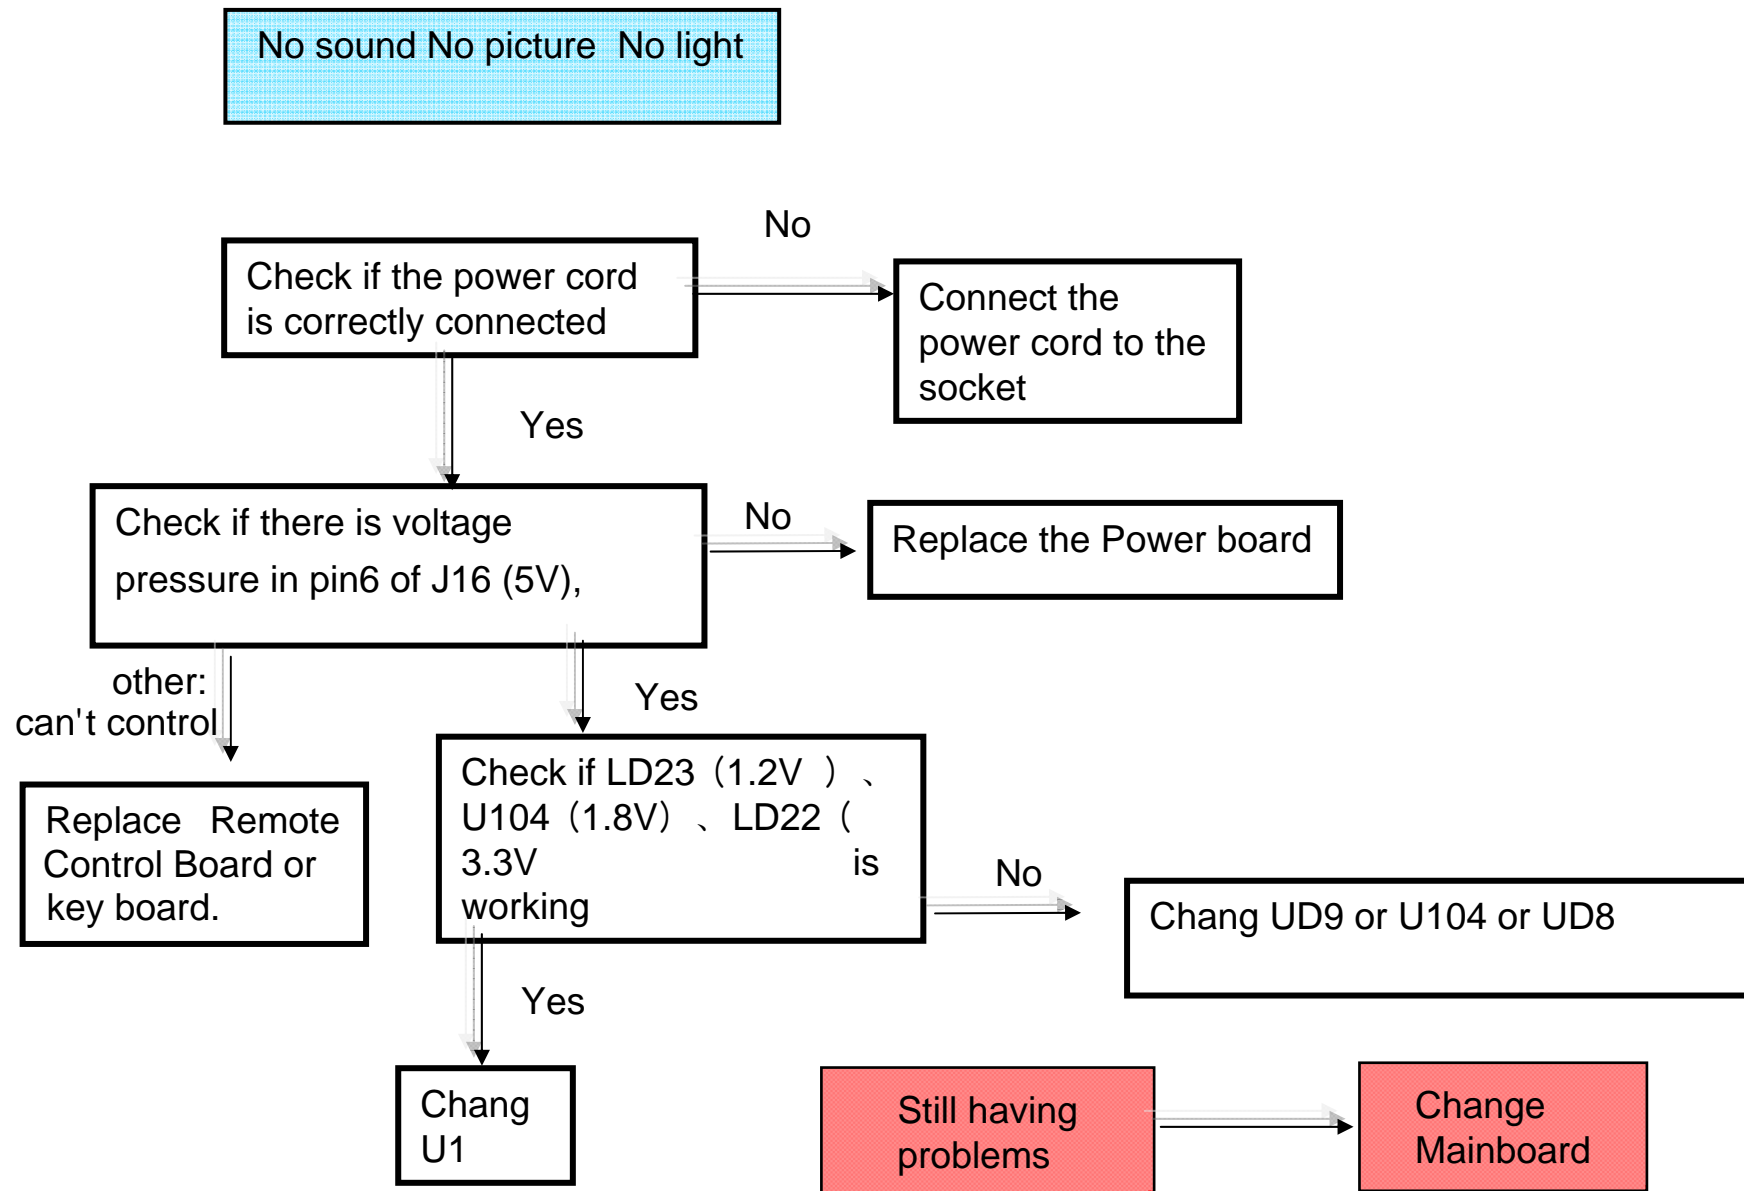 No sound No picture No light
No
Check if the power cord
is correctly connected
Connect the
power cord to the
socket
Yes
Check if there is voltage
pressure in pin6 of J16 (5V),
No
Replace the Power board
other:
can't control
Yes
Replace Remote
Control Board or
key board.
Check if LD23（1.2V ）、
U104（1.8V）、LD22（
3.3V is
working
No
Chang UD9 or U104 or UD8
Yes
Chang
U1
Still having
problems
Change
Mainboard